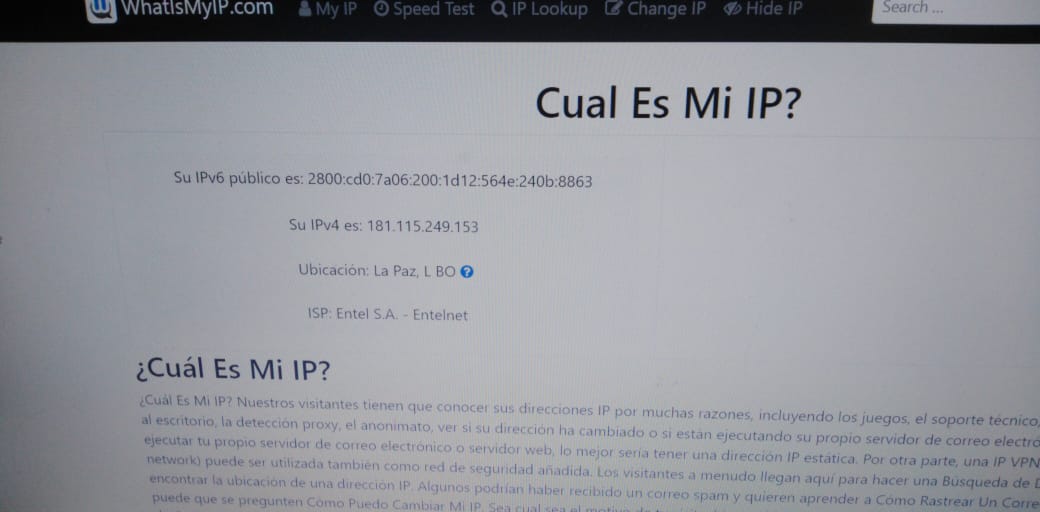 WhatIsMyIP.com My IP Speed Test IP Lookup Change IP Hide IP Search ...
Cual Es Mi IP?
Su IPv6 público es: 2800:cd0:7a06:200:1d12:564e:240b:8863
Su IPv4 es: 181.115.249.153
Ubicación: La Paz, L BO
ISP: Entel S.A. - Entelnet
¿Cuál Es Mi IP?
¿Cuál Es Mi IP? Nuestros visitantes tienen que conocer sus direcciones IP por muchas razones, incluyendo los juegos, el soporte técnico,
al escritorio, la detección proxy, el anonimato, ver si su dirección ha cambiado o si están ejecutando su propio servidor de correo electró
ejecutar tu propio servidor de correo electrónico o servidor web, lo mejor sería tener una dirección IP estática. Por otra parte, una IP VPN
network) puede ser utilizada también como red de seguridad añadida. Los visitantes a menudo llegan aquí para hacer una Búsqueda de
encontrar la ubicación de una dirección IP. Algunos podrían haber recibido un correo spam y quieren aprender a Cómo Rastrear Un Corre
puede que se pregunten Cómo Puedo Cambiar Mi IP. Sea cual sea el motivo de